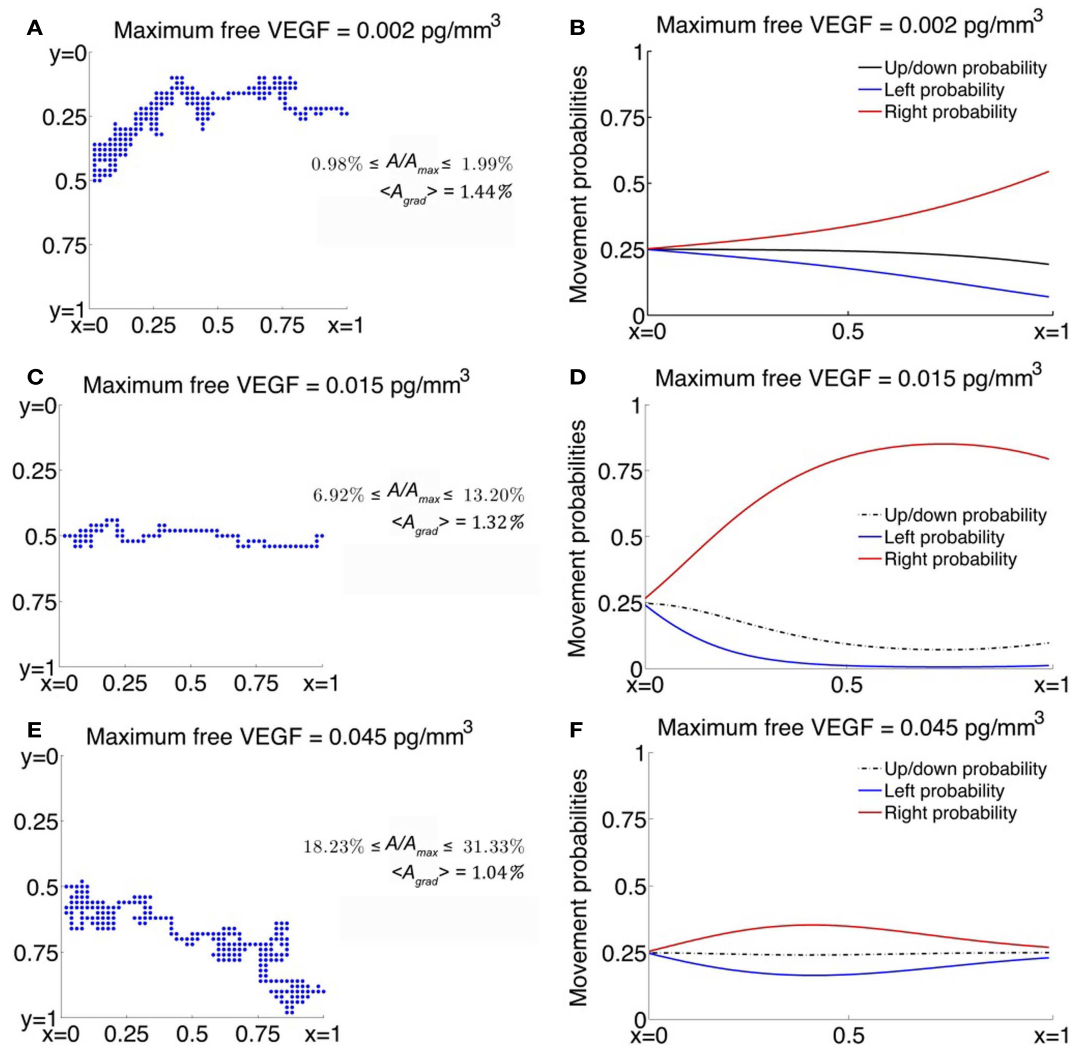 A
Maximum free VEGF = 0.002 pg/mm³
y=0
0.25
0.5
0.75
y=1
x=0 0.25 0.5 0.75 x=1
0.98% ≤ A/Amax ≤ 1.99%
<Agrad> = 1.44%
B
Maximum free VEGF = 0.002 pg/mm³
Movement probabilities
1
0.75
0.5
0.25
0
x=0 0.5 x=1
Up/down probability
Left probability
Right probability
C
Maximum free VEGF = 0.015 pg/mm³
y=0
0.25
0.5
0.75
y=1
x=0 0.25 0.5 0.75 x=1
6.92% ≤ A/Amax ≤ 13.20%
<Agrad> = 1.32%
D
Maximum free VEGF = 0.015 pg/mm³
Movement probabilities
1
0.75
0.5
0.25
0
x=0 0.5 x=1
Up/down probability
Left probability
Right probability
E
Maximum free VEGF = 0.045 pg/mm³
y=0
0.25
0.5
0.75
y=1
x=0 0.25 0.5 0.75 x=1
18.23% ≤ A/Amax ≤ 31.33%
<Agrad> = 1.04%
F
Maximum free VEGF = 0.045 pg/mm³
Movement probabilities
1
0.75
0.5
0.25
0
x=0 0.5 x=1
Up/down probability
Left probability
Right probability